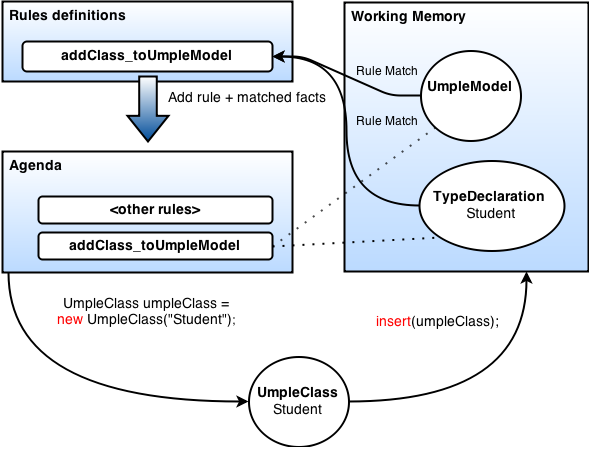 Rules definitions
addClass_toUmpleModel
Add rule + matched facts
Working Memory
Rule Match
UmpleModel
Rule Match
TypeDeclaration
Student
Agenda
<other rules>
addClass_toUmpleModel
UmpleClass umpleClass =
new UmpleClass("Student");
insert(umpleClass);
UmpleClass
Student